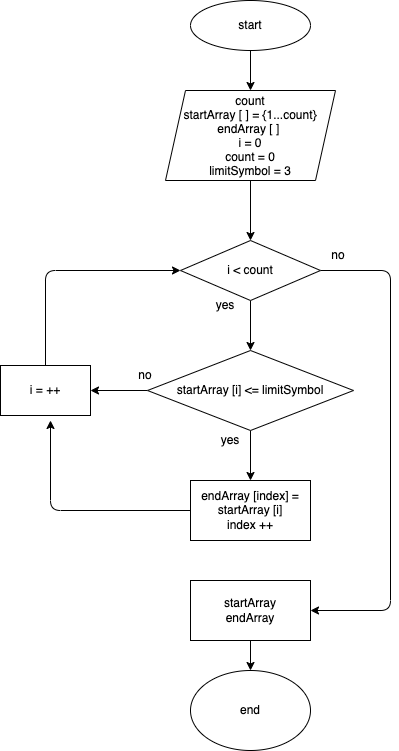 start
count
startArray [ ] = {1...count}
endArray [ ]
i = 0
count = 0
limitSymbol = 3
i < count
no
yes
startArray [i] <= limitSymbol
no
i = ++
yes
endArray [index] =
startArray [i]
index ++
startArray
endArray
end